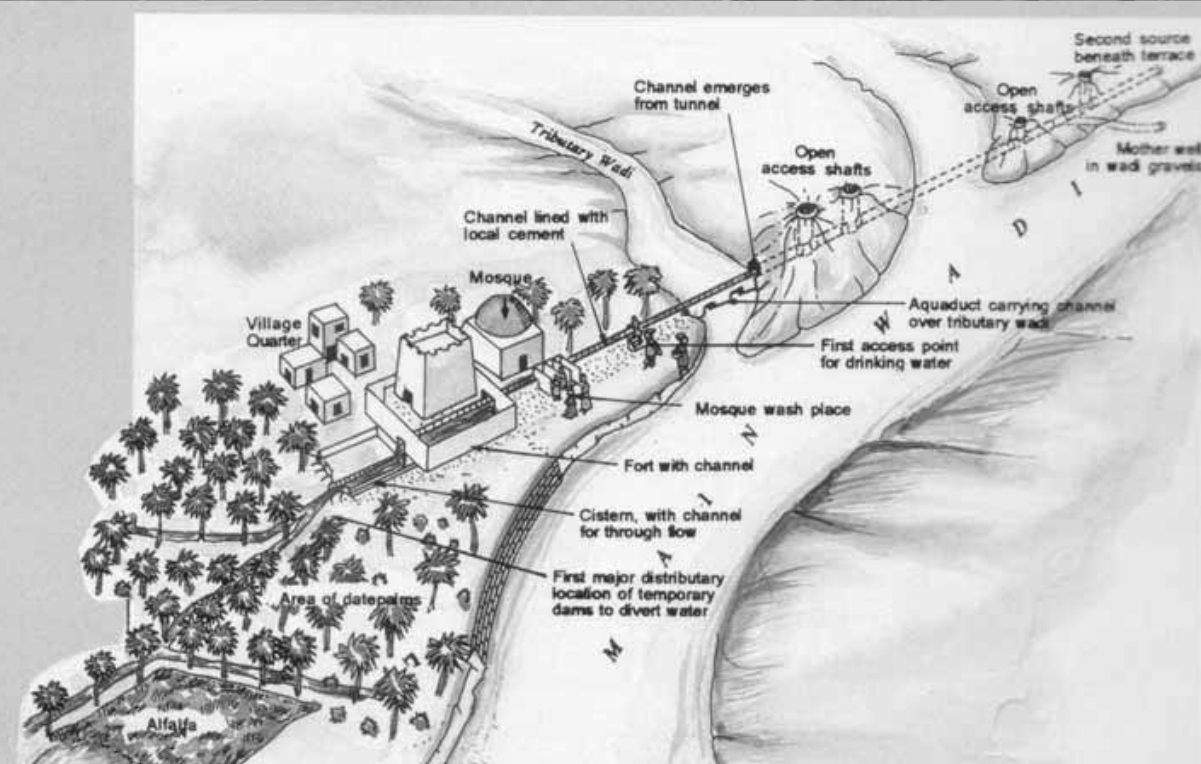 Second source
beneath terrace
Open
access shafts
Mother well
in wadi gravels
Channel emerges
from tunnel
Tributary Wadi
Open
access shafts
Channel lined with
local cement
Mosque
Village
Quarter
Aquaduct carrying channel
over tributary wadi
First access point
for drinking water
Mosque wash place
Fort with channel
Cistern, with channel
for through flow
First major distributary
location of temporary
dams to divert water
Area of datepalms
Alfalfa
MAIN WADI